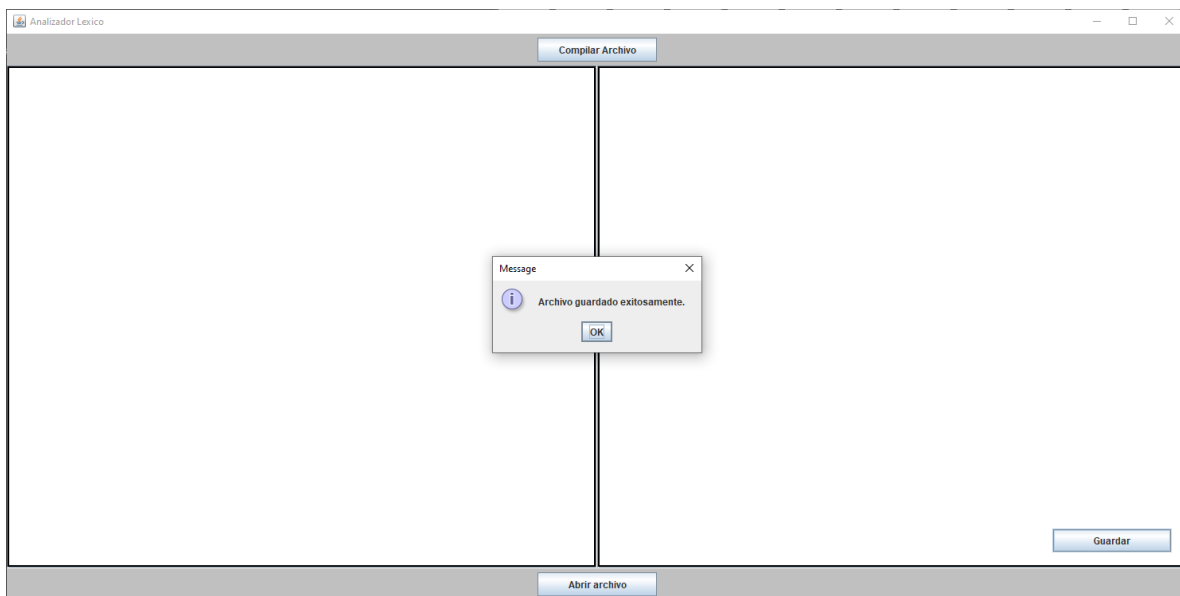 Analizador Lexico
Compilar Archivo
Message
i
Archivo guardado exitosamente.
OK
Guardar
Abrir archivo